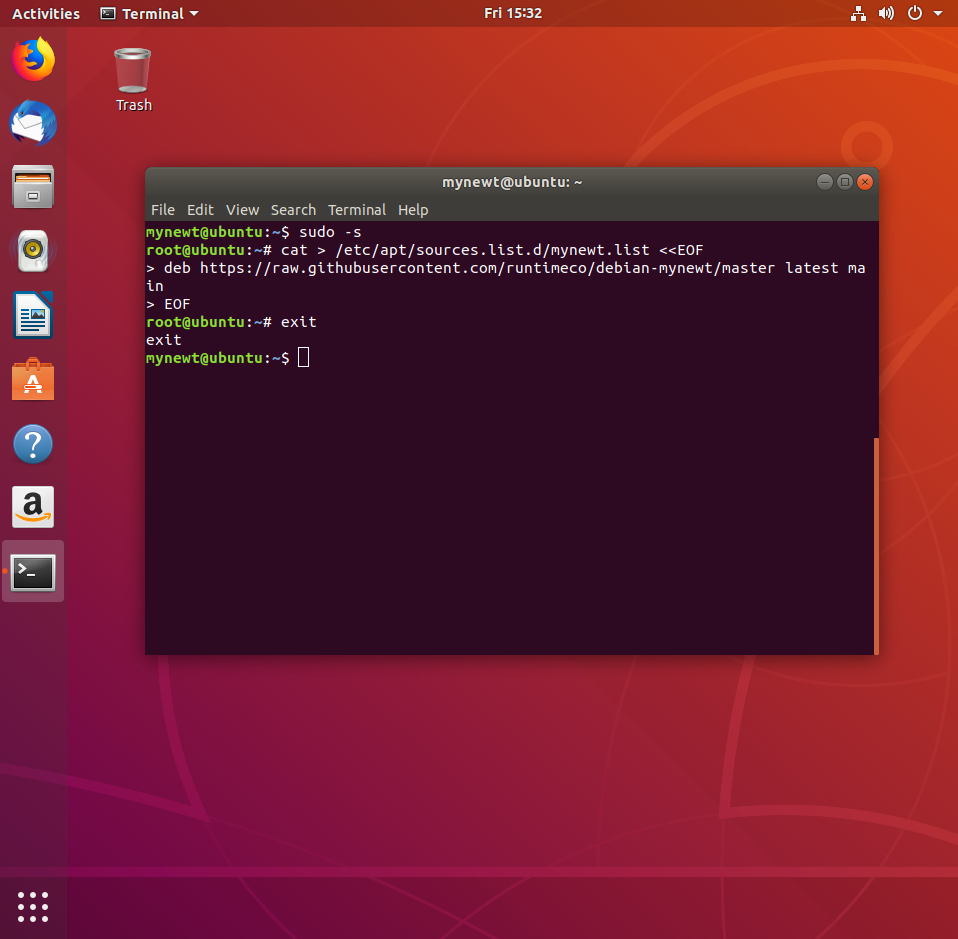 Activities Terminal Fri 15:32
Trash
mynewt@ubuntu: ~
File Edit View Search Terminal Help
mynewt@ubuntu:~$ sudo -s
root@ubuntu:~# cat > /etc/apt/sources.list.d/mynewt.list <<EOF
> deb https://raw.githubusercontent.com/runtimeco/debian-mynewt/master latest ma
in
> EOF
root@ubuntu:~# exit
exit
mynewt@ubuntu:~$